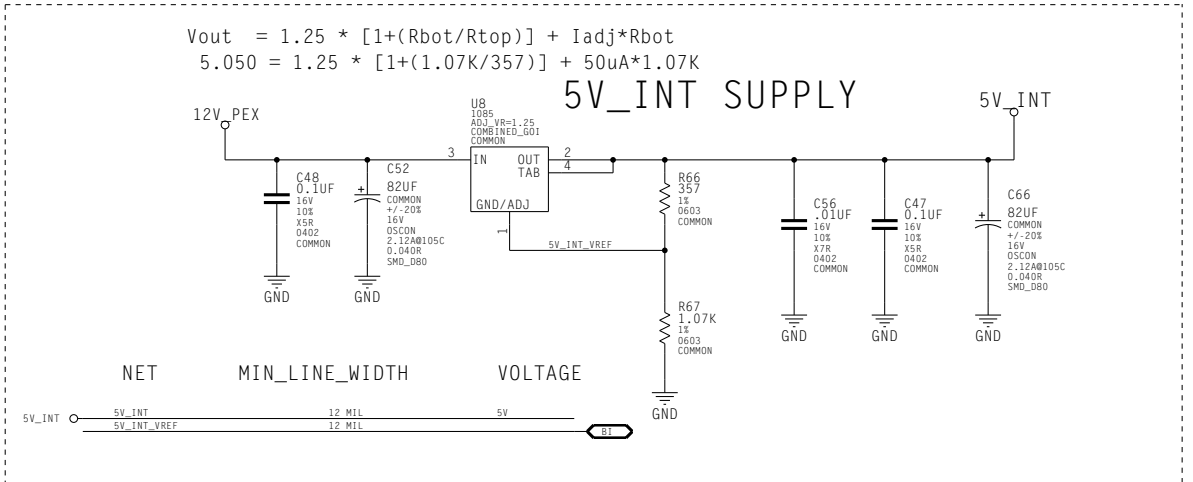 Vout = 1.25 * [1+(Rbot/Rtop)] + Iadj*Rbot
5.050 = 1.25 * [1+(1.07K/357)] + 50uA*1.07K
5V_INT SUPPLY
12V_PEX
U8
1085
ADJ_VR=1.25
COMBINED_GOI
COMMON
5V_INT
3
IN
OUT
TAB
GND/ADJ
2
4
1
C48
0.1UF
16V
10%
X5R
0402
COMMON
GND
C52
82UF
+
COMMON
+/-20%
16V
OSCON
2.12A@105C
0.040R
SMD_D80
GND
5V_INT_VREF
R66
357
1%
0603
COMMON
R67
1.07K
1%
0603
COMMON
GND
C56
.01UF
16V
10%
X7R
0402
COMMON
GND
C47
0.1UF
16V
10%
X5R
0402
COMMON
GND
C66
82UF
+
COMMON
+/-20%
16V
OSCON
2.12A@105C
0.040R
SMD_D80
GND
NET MIN_LINE_WIDTH VOLTAGE
5V_INT 5V_INT 12 MIL 5V
5V_INT_VREF 12 MIL BI